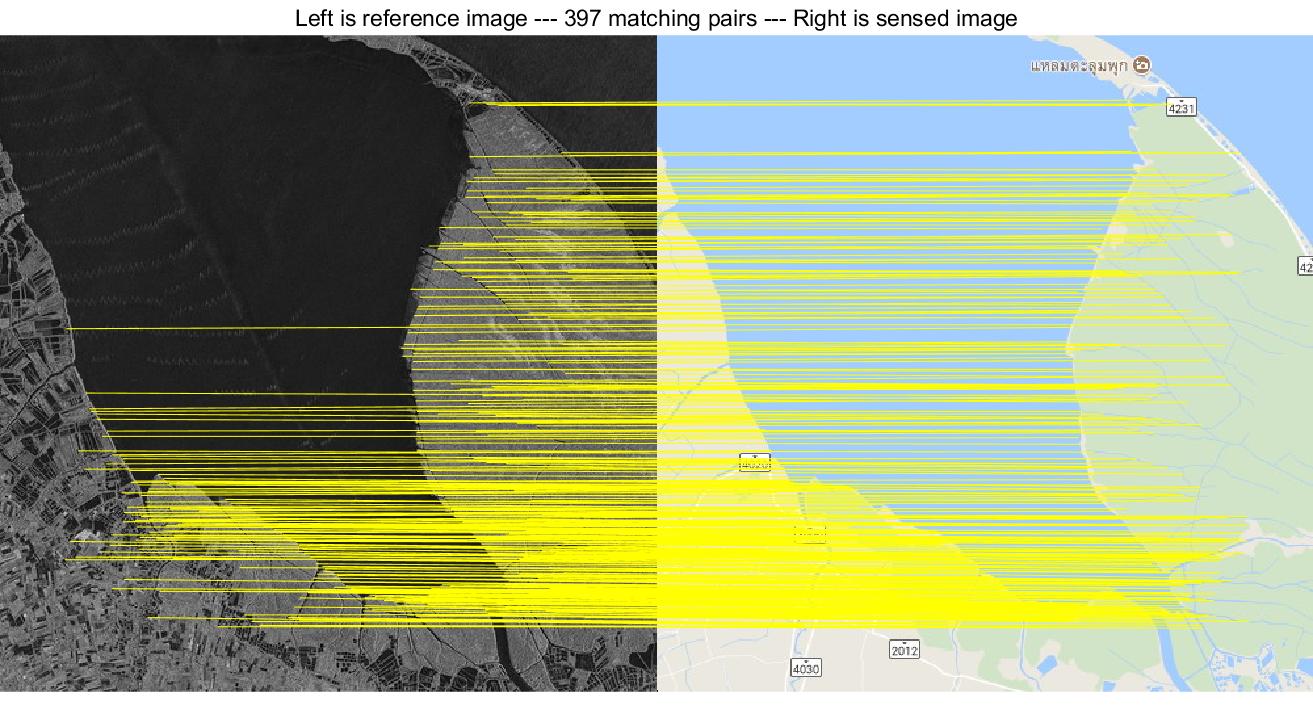 Left is reference image --- 397 matching pairs --- Right is sensed image
แหลมตะลุมพุก
4231
42
2012
4030